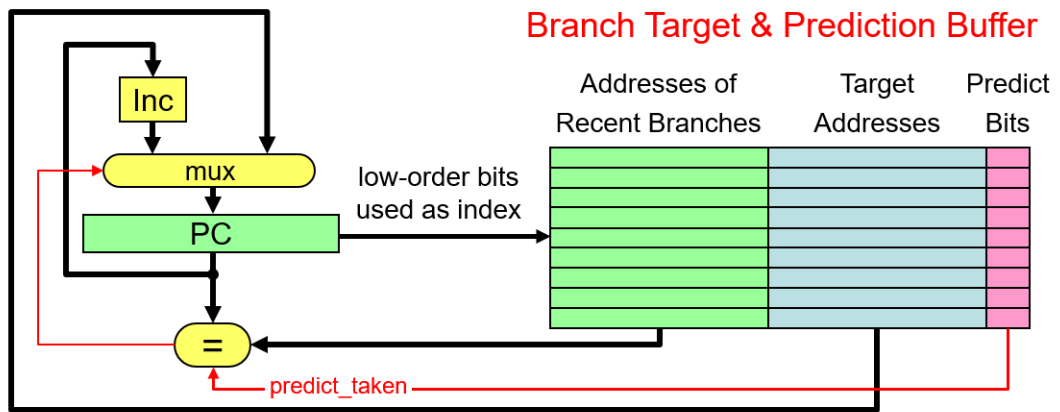 Branch Target & Prediction Buffer
Addresses of
Recent Branches
Target
Addresses
Predict
Bits
Inc
mux
PC
low-order bits
used as index
=
predict_taken